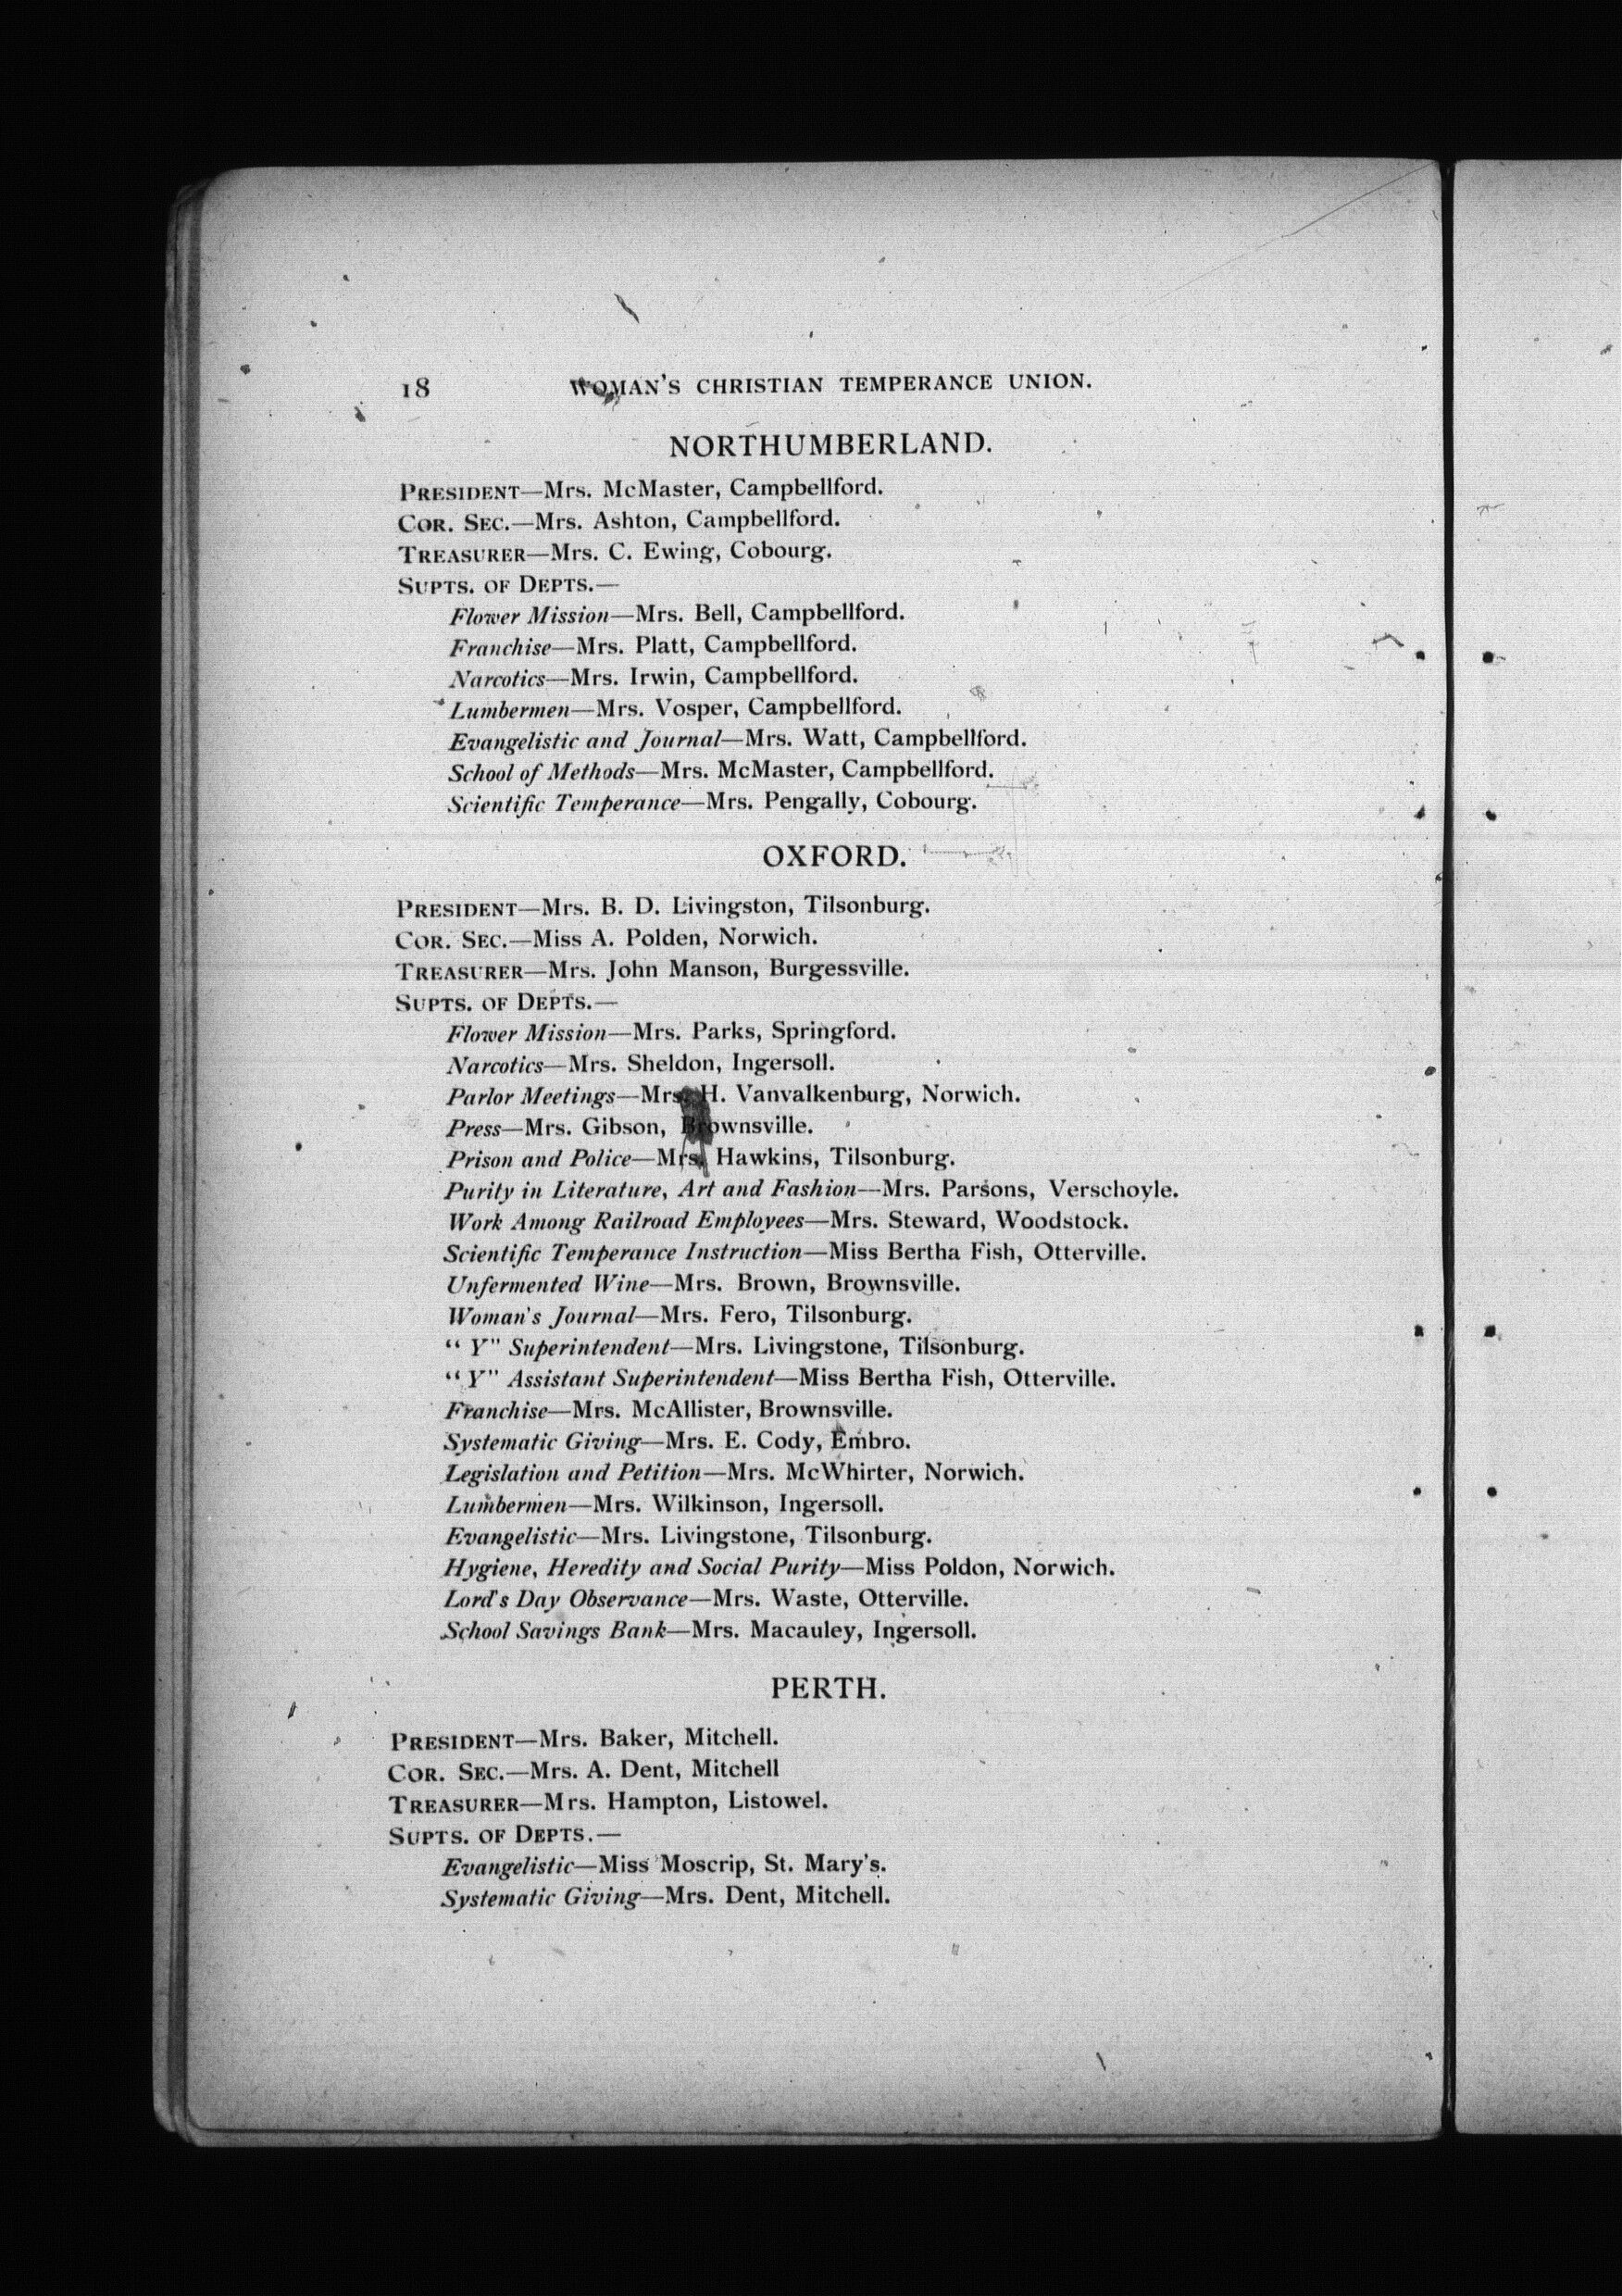 18 WOMAN'S CHRISTIAN TEMPERANCE UNION.
NORTHUMBERLAND.
PRESIDENT—Mrs. McMaster, Campbellford.
COR. SEC.—Mrs. Ashton, Campbellford.
TREASURER—Mrs. C. Ewing, Cobourg.
SUPTS. OF DEPTS.—
Flower Mission—Mrs. Bell, Campbellford.
Franchise—Mrs. Platt, Campbellford.
Narcotics—Mrs. Irwin, Campbellford.
Lumbermen—Mrs. Vosper, Campbellford.
Evangelistic and Journal—Mrs. Watt, Campbellford.
School of Methods—Mrs. McMaster, Campbellford.
Scientific Temperance—Mrs. Pengally, Cobourg.
OXFORD.
PRESIDENT—Mrs. B. D. Livingston, Tilsonburg.
COR. SEC.—Miss A. Polden, Norwich.
TREASURER—Mrs. John Manson, Burgessville.
SUPTS. OF DEPTS.—
Flower Mission—Mrs. Parks, Springford.
Narcotics—Mrs. Sheldon, Ingersoll.
Parlor Meetings—Mrs. H. Vanvalkenburg, Norwich.
Press—Mrs. Gibson, Brownsville.
Prison and Police—Mrs. Hawkins, Tilsonburg.
Purity in Literature, Art and Fashion—Mrs. Parsons, Verschoyle.
Work Among Railroad Employees—Mrs. Steward, Woodstock.
Scientific Temperance Instruction—Miss Bertha Fish, Otterville.
Unfermented Wine—Mrs. Brown, Brownsville.
Woman's Journal—Mrs. Fero, Tilsonburg.
"Y" Superintendent—Mrs. Livingstone, Tilsonburg.
"Y" Assistant Superintendent—Miss Bertha Fish, Otterville.
Franchise—Mrs. McAllister, Brownsville.
Systematic Giving—Mrs. E. Cody, Embro.
Legislation and Petition—Mrs. McWhirter, Norwich.
Lumbermen—Mrs. Wilkinson, Ingersoll.
Evangelistic—Mrs. Livingstone, Tilsonburg.
Hygiene, Heredity and Social Purity—Miss Poldon, Norwich.
Lord's Day Observance—Mrs. Waste, Otterville.
School Savings Bank—Mrs. Macauley, Ingersoll.
PERTH.
PRESIDENT—Mrs. Baker, Mitchell.
COR. SEC.—Mrs. A. Dent, Mitchell
TREASURER—Mrs. Hampton, Listowel.
SUPTS. OF DEPTS.—
Evangelistic—Miss Moscrip, St. Mary's.
Systematic Giving—Mrs. Dent, Mitchell.